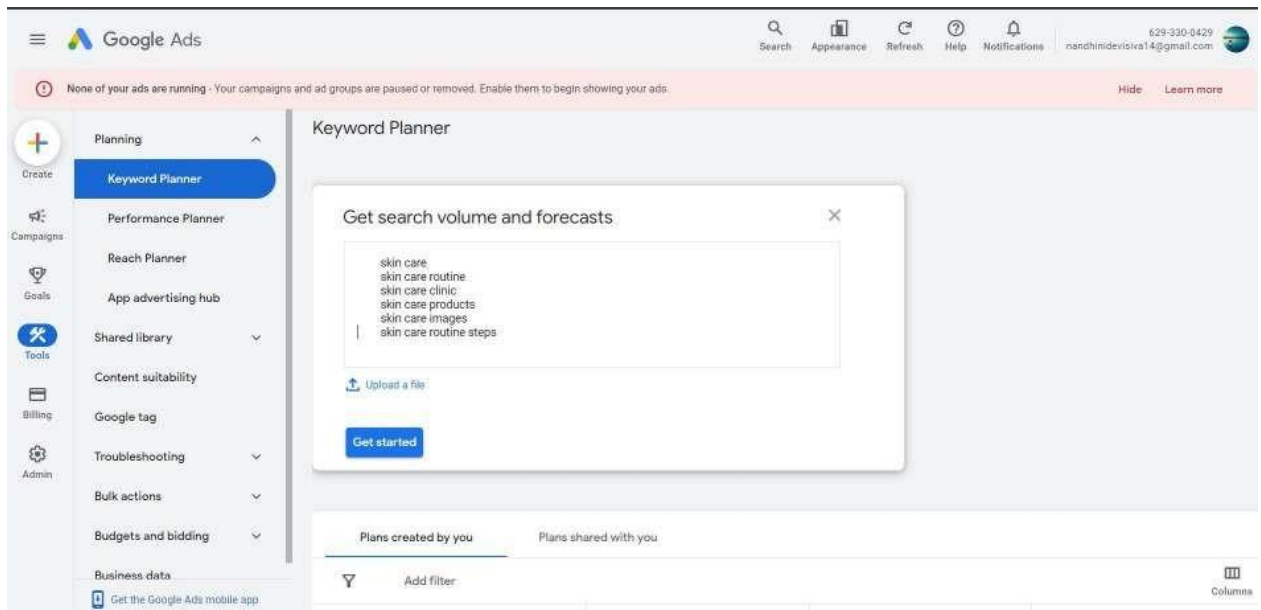 Google Ads
Search
Appearance
Refresh
Help
Notifications
629-330-0429
nandhinidevisiva14@gmail.com
None of your ads are running - Your campaigns and ad groups are paused or removed. Enable them to begin showing your ads.
Hide
Learn more
Create
Campaigns
Goals
Tools
Billing
Admin
Planning
Keyword Planner
Performance Planner
Reach Planner
App advertising hub
Shared library
Content suitability
Google tag
Troubleshooting
Bulk actions
Budgets and bidding
Business data
Get the Google Ads mobile app
Keyword Planner
Get search volume and forecasts
skin care
skin care routine
skin care clinic
skin care products
skin care images
skin care routine steps
Upload a file
Get started
Plans created by you
Plans shared with you
Add filter
Columns